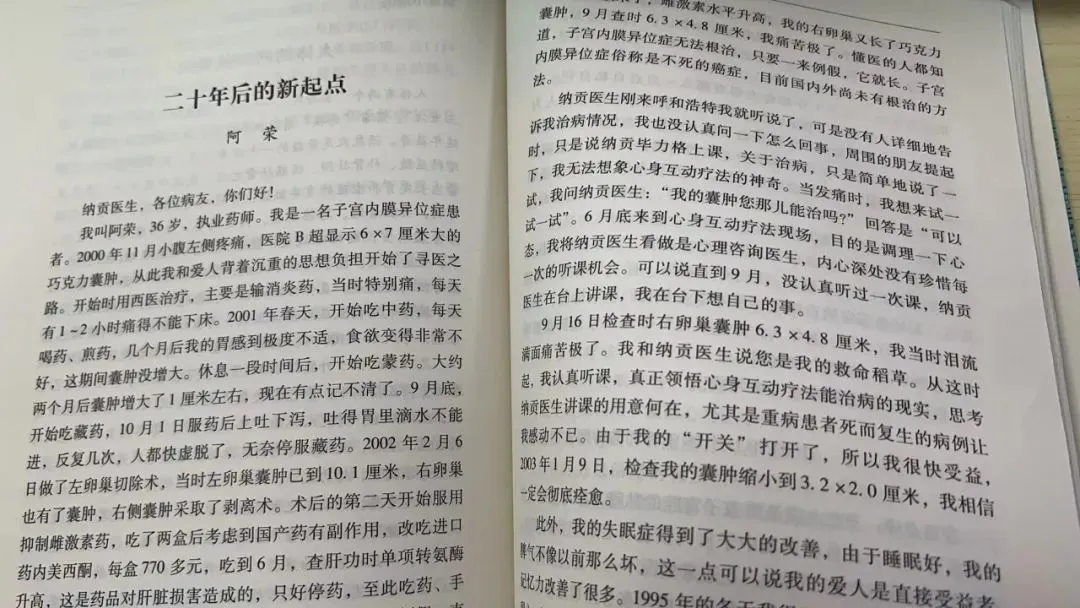 二十年后的新起点
阿 荣
纳贡医生，各位病友，你们好！
我叫阿荣，36 岁，执业药师。我是一名子宫内膜异位症患
者。2000 年 11 月小腹左侧疼痛，医院 B 超显示 6×7 厘米大的
巧克力囊肿，从此我和爱人背着沉重的思想负担开始了寻医之
路。开始时用西医治疗，主要是输消炎药，当时特别痛，每天
有 1~2 小时痛得不能下床。2001 年春天，开始吃中药，每天
喝药、煎药，几个月后我的胃感到极度不适，食欲变得非常不
好，这期间囊肿没增大。休息一段时间后，开始吃蒙药。大约
两个月后囊肿增大了 1 厘米左右，现在有点记不清了。9 月底，
开始吃藏药，10 月 1 日服药后上吐下泻，吐得胃里滴水不能
进，反复几次，人都快虚脱了，无奈停服藏药。2002 年 2 月 6
日做了左卵巢切除术，当时左卵巢囊肿已到 10.1 厘米，右卵巢
也有了囊肿，右侧囊肿采取了剥离术。术后的第二天开始服用
抑制雌激素药，吃了两盒后考虑到国产药有副作用，改吃进口
药内美西酮，每盒 770 多元，吃到 6 月，查肝功时单项转氨酶
升高，这是药品对肝脏损害造成的，只好停药，至此吃药、手
雌激素水平升高，我的右卵巢又长了巧克力
囊肿，9 月查时 6.3×4.8 厘米，我痛苦极了。懂医的人都知
道，子宫内膜异位症无法根治，只要一来例假，它就长。子宫
内膜异位症俗称是不死的癌症，目前国内外尚未有根治的方
法。
纳贡医生刚来呼和浩特我就听说了，可是没有人详细地告
诉我治病情况，我也没认真问一下怎么回事，周围的朋友提起
时，只是说纳贡毕力格上课，关于治病，只是简单地说了一
下，我无法想象心身互动疗法的神奇。当发痛时，我想来试一
试，我问纳贡医生：“我的囊肿您那儿能治吗？”回答是“可以
试一试”。6 月底来到心身互动疗法现场，目的是调理一下心
态，我将纳贡医生看做是心理咨询医生，内心深处没有珍惜每
一次的听课机会。可以说直到 9 月，没认真听过一次课，纳贡
医生在台上讲课，我在台下想自己的事。
9 月 16 日检查时右卵巢囊肿 6.3×4.8 厘米，我当时泪流
满面痛苦极了。我和纳贡医生说您是我的救命稻草。从这时
起，我认真听课，真正领悟心身互动疗法能治病的现实，思考
纳贡医生讲课的用意何在，尤其是重病患者死而复生的病例让
我感动不已。由于我的“开关”打开了，所以我很快受益，
2003 年 1 月 9 日，检查我的囊肿缩小到 3.2×2.0 厘米，我相信
一定会彻底痊愈。
此外，我的失眠症得到了大大的改善，由于睡眠好，我的
脾气不像以前那么坏，这一点可以说我的爱人是直接受益者
记忆力改善了很多。1995 年的冬天我